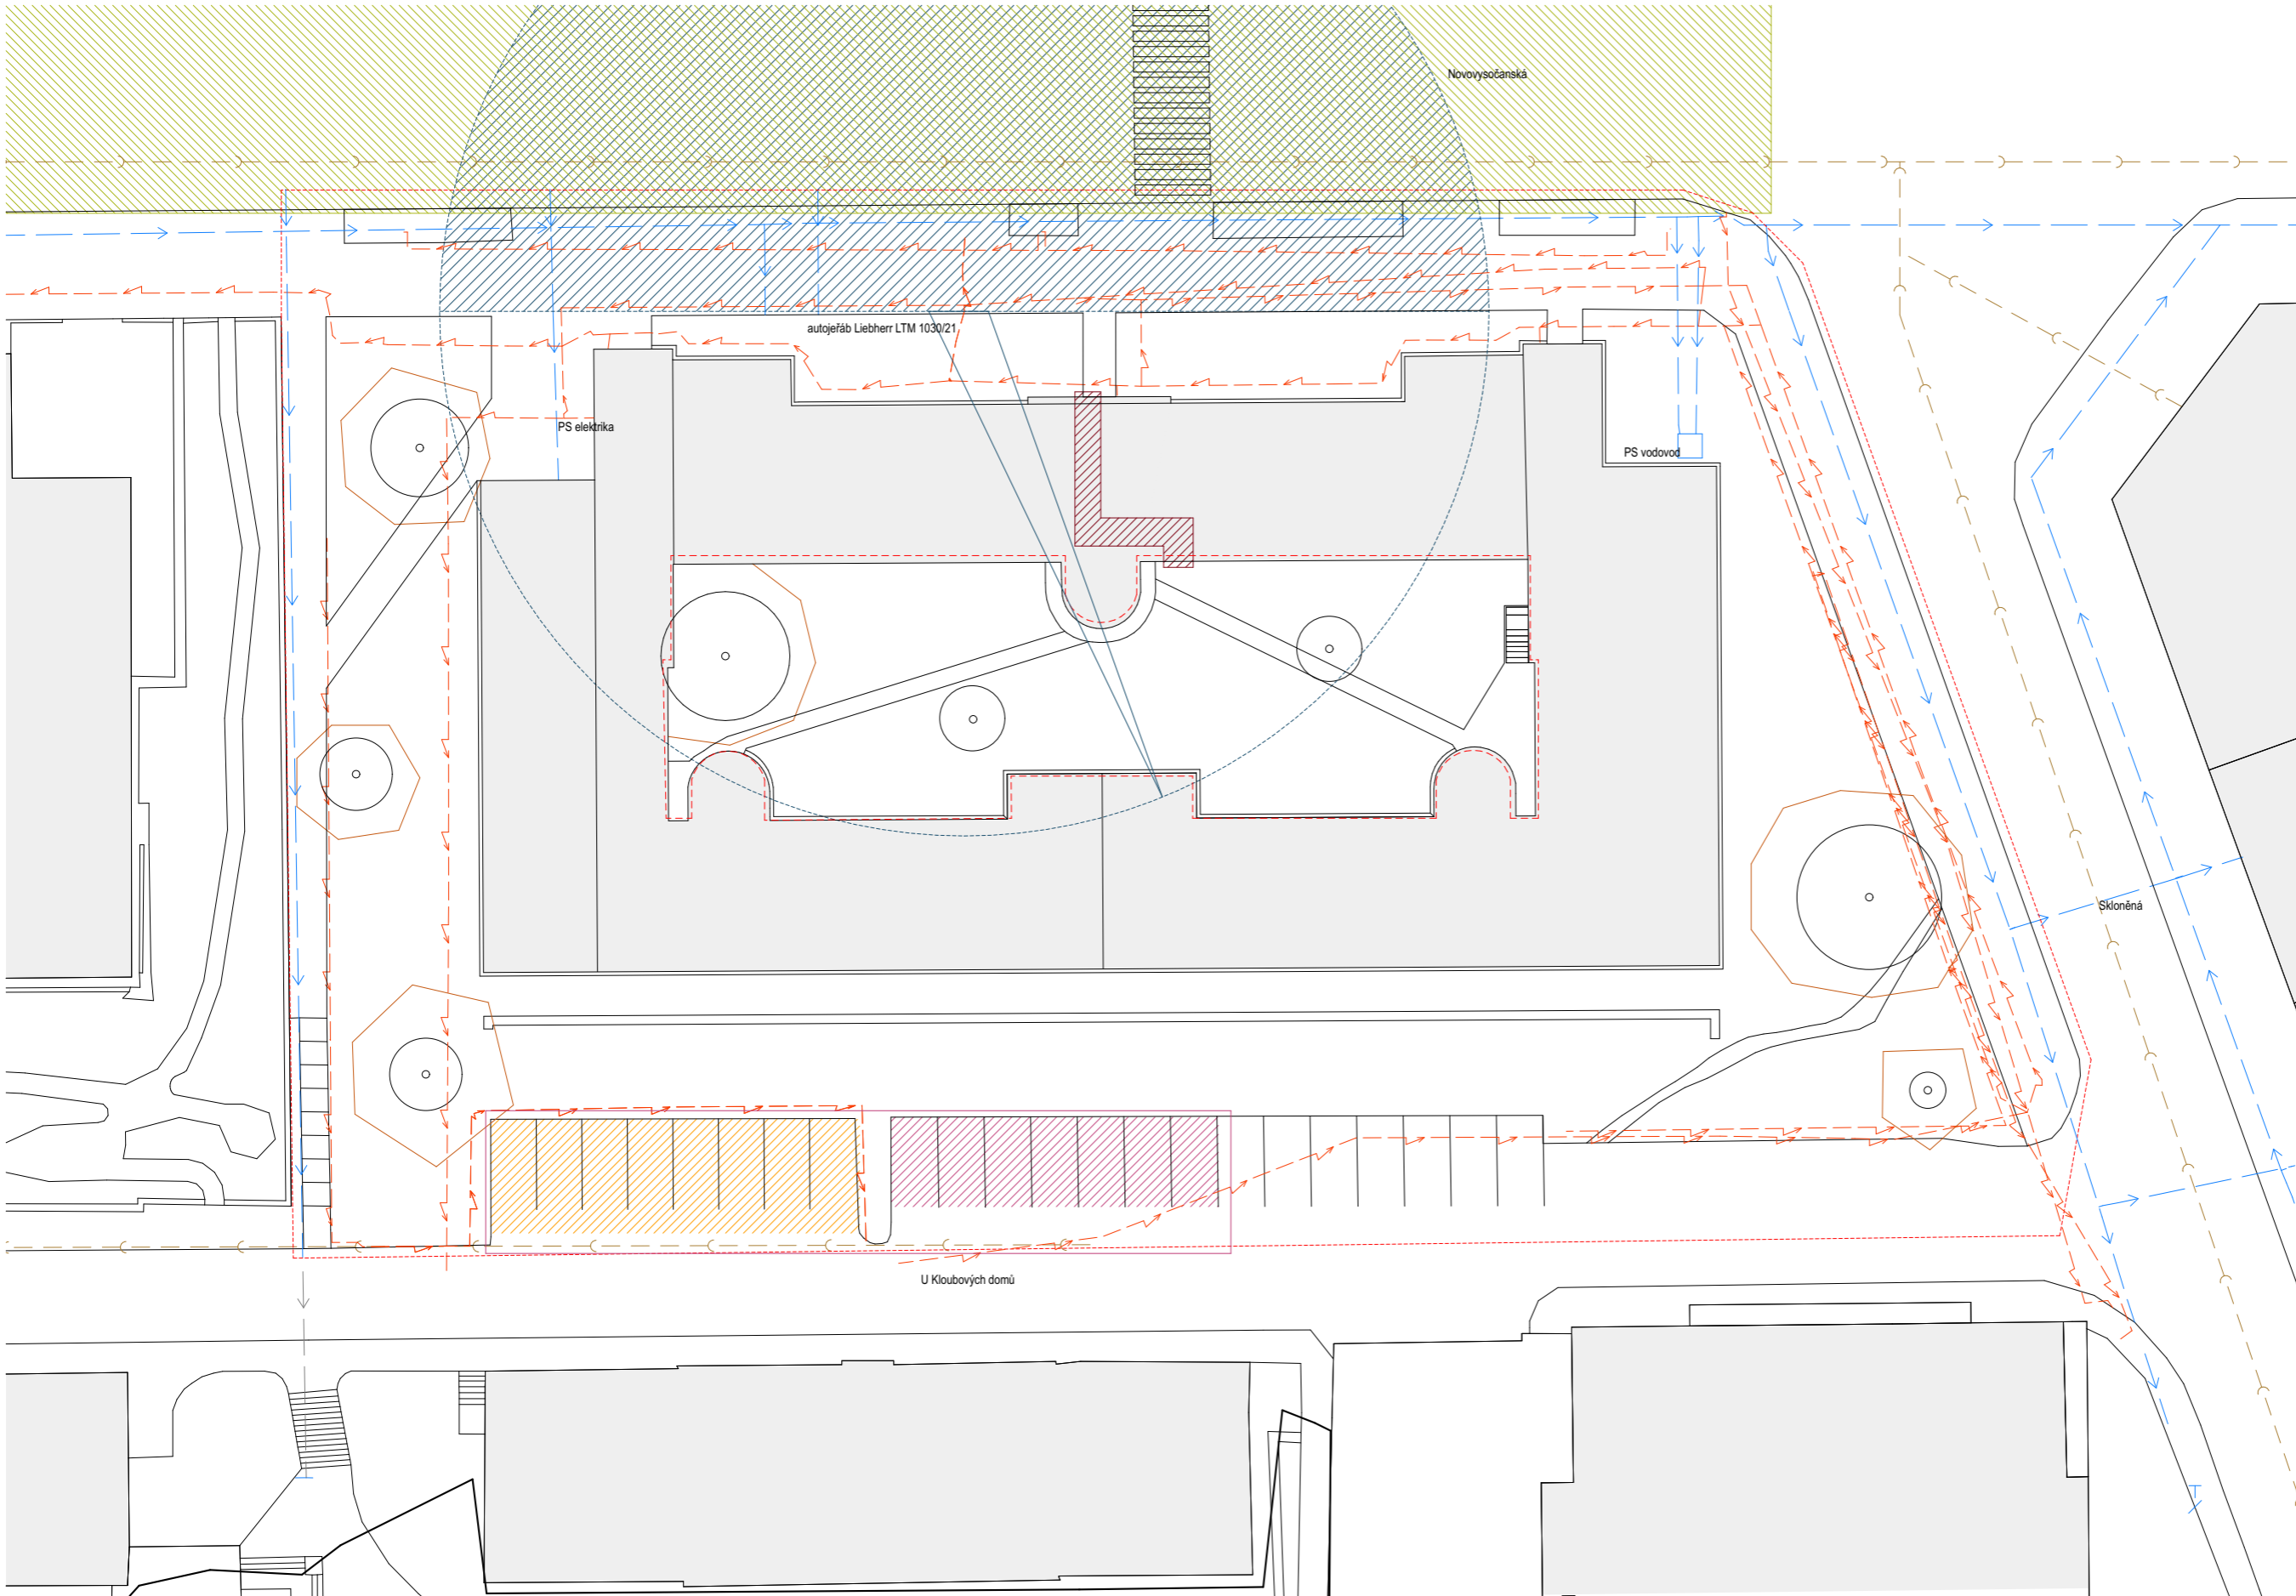 Novovysočanská
autojeřáb Liebherr LTM 1030/21
PS elektrika
PS vodovod
Skloněná
U Kloubových domů